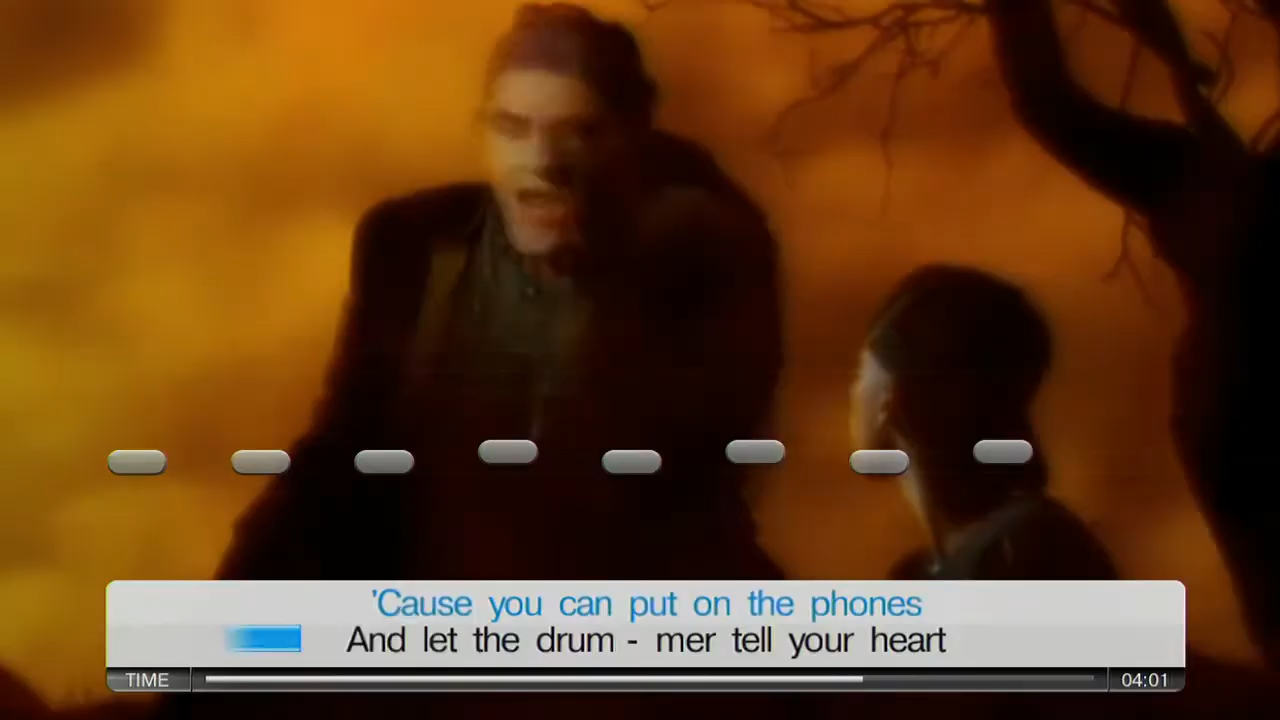 'Cause you can put on the phones
And let the drum - mer tell your heart
TIME
04:01